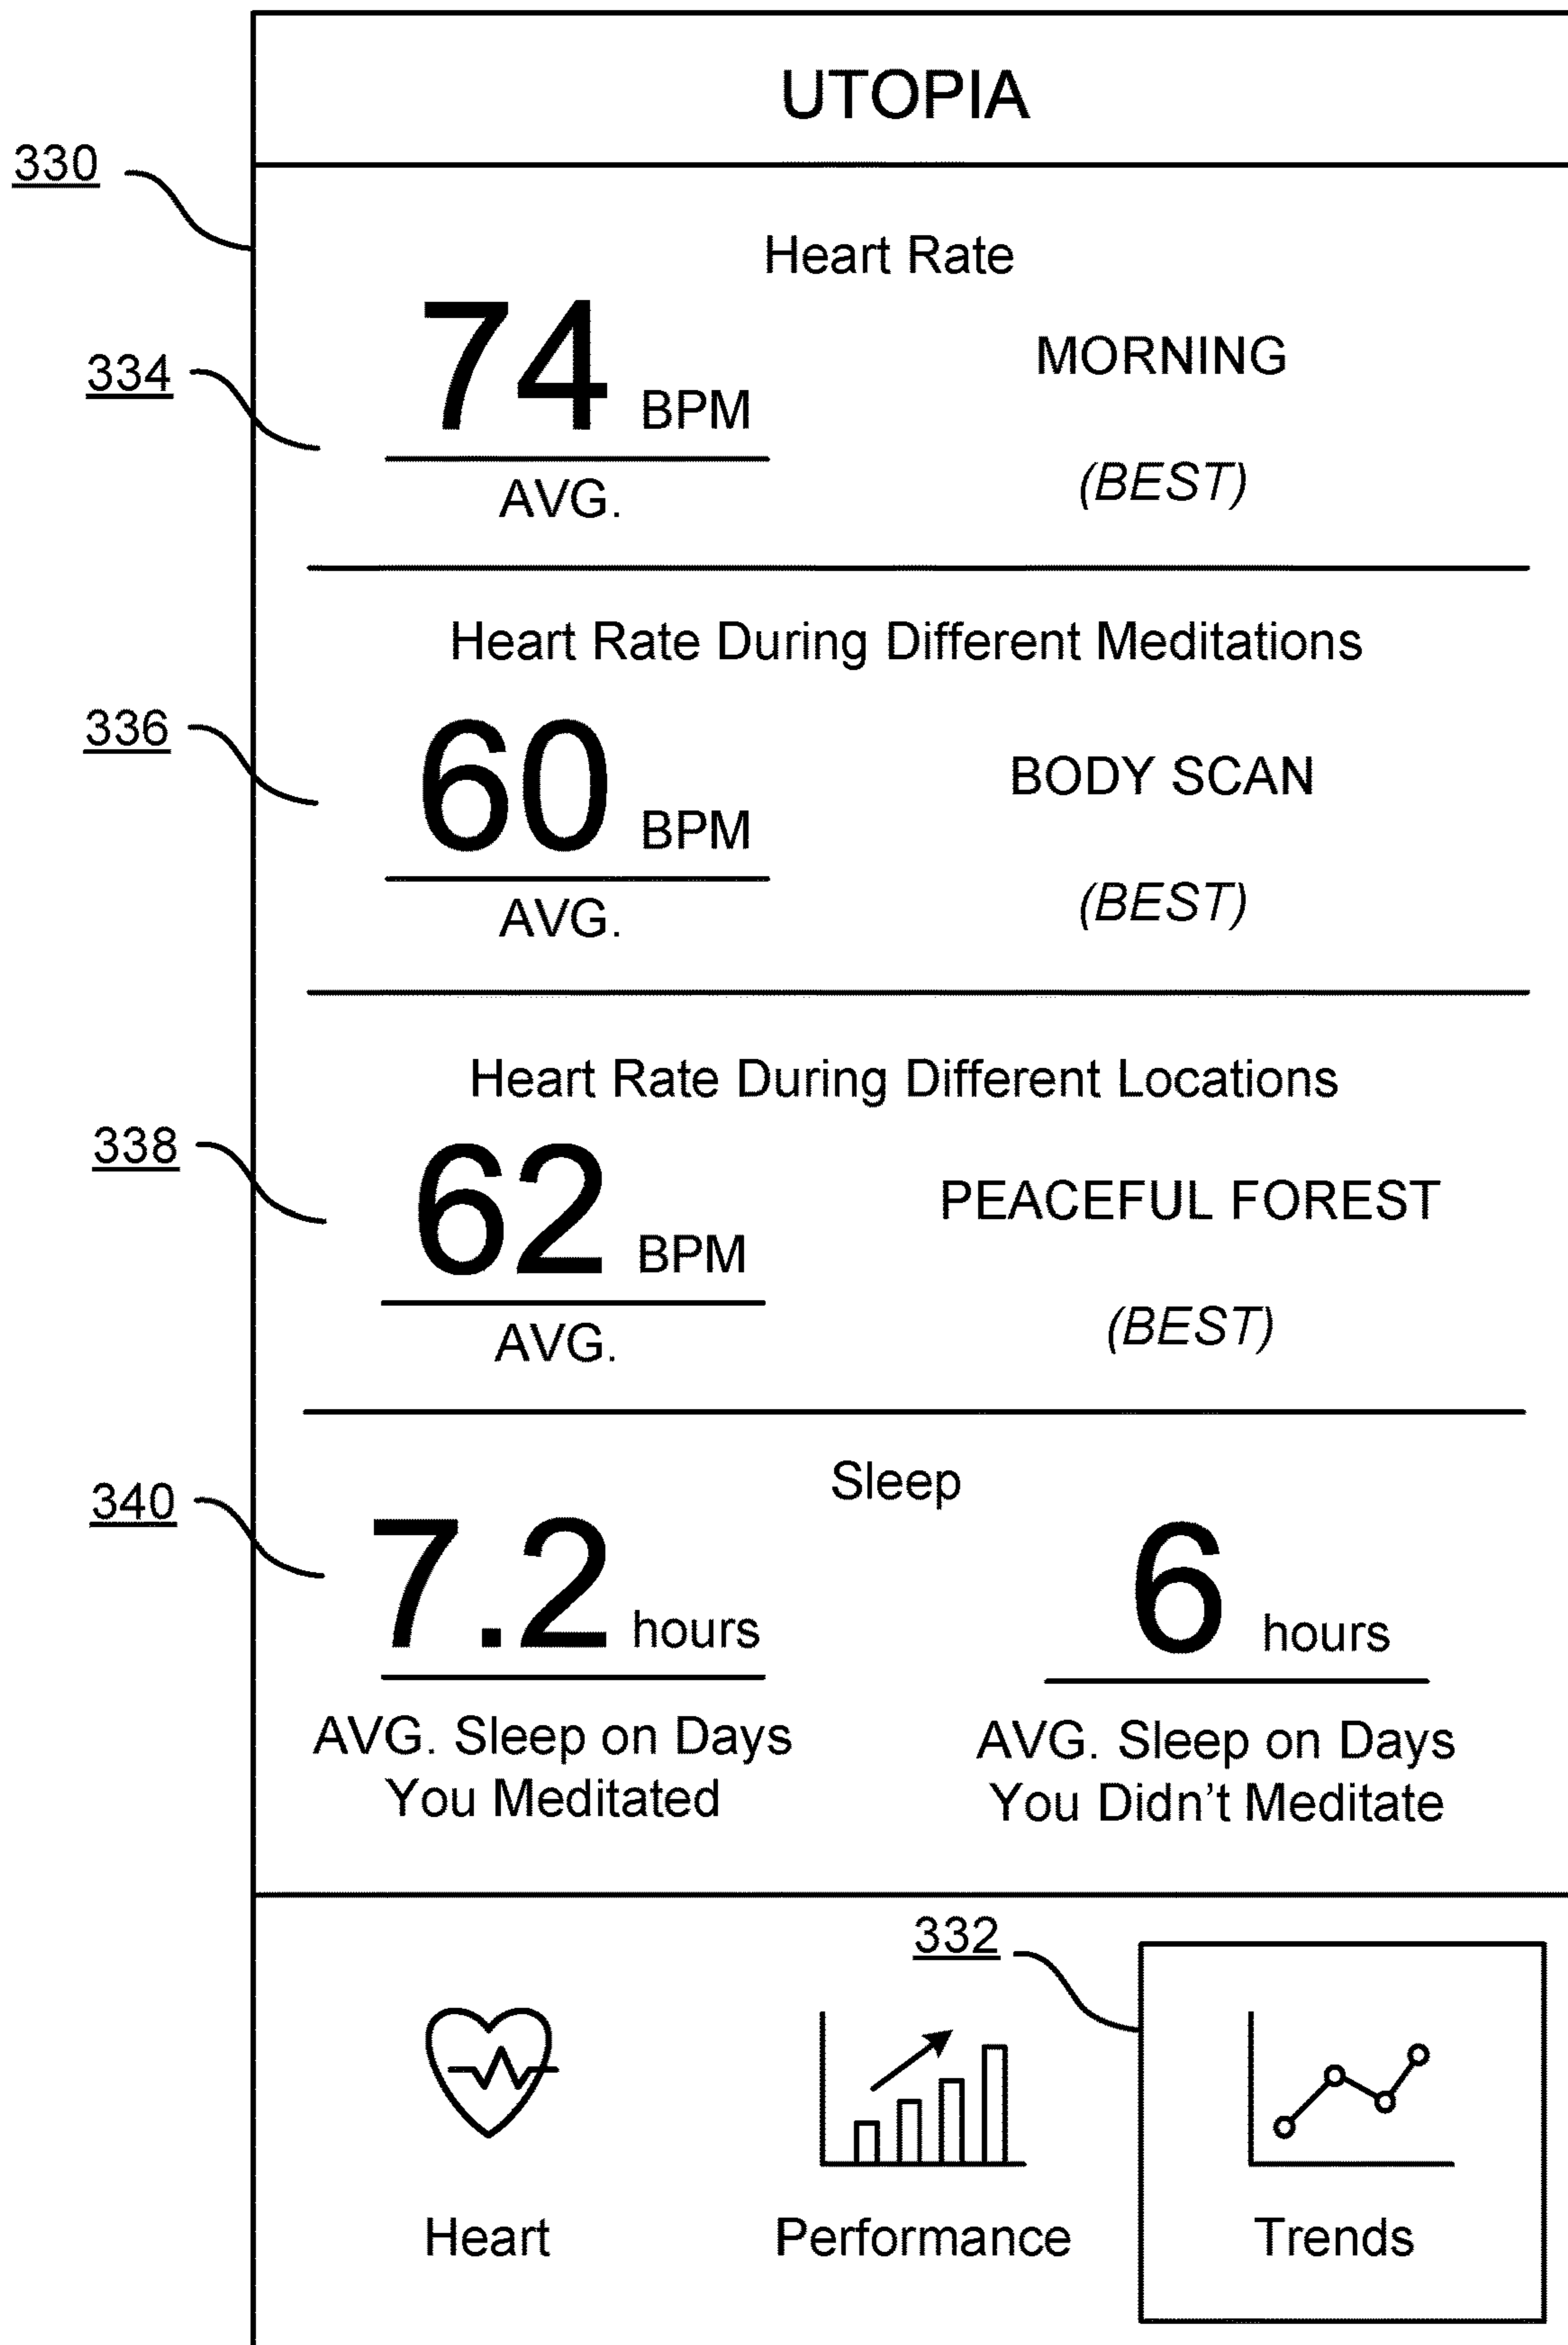 UTOPIA
330
Heart Rate
334
74 BPM
AVG.
MORNING
(BEST)
Heart Rate During Different Meditations
336
60 BPM
AVG.
BODY SCAN
(BEST)
Heart Rate During Different Locations
338
62 BPM
AVG.
PEACEFUL FOREST
(BEST)
Sleep
340
7.2 hours
AVG. Sleep on Days
You Meditated
6 hours
AVG. Sleep on Days
You Didn't Meditate
332
Heart
Performance
Trends